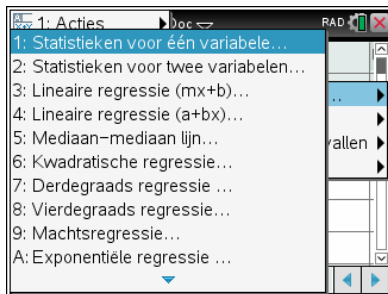 1: Acties
Doc
RAD
1: Statistieken voor één variabele...
2: Statistieken voor twee variabelen...
3: Lineaire regressie (mx+b)...
4: Lineaire regressie (a+bx)...
5: Mediaan-mediaan lijn...
6: Kwadratische regressie...
7: Derdegraads regressie ...
8: Vierdegraads regressie ...
9: Machtsregressie...
A: Exponentiële regressie ...
..
vallen